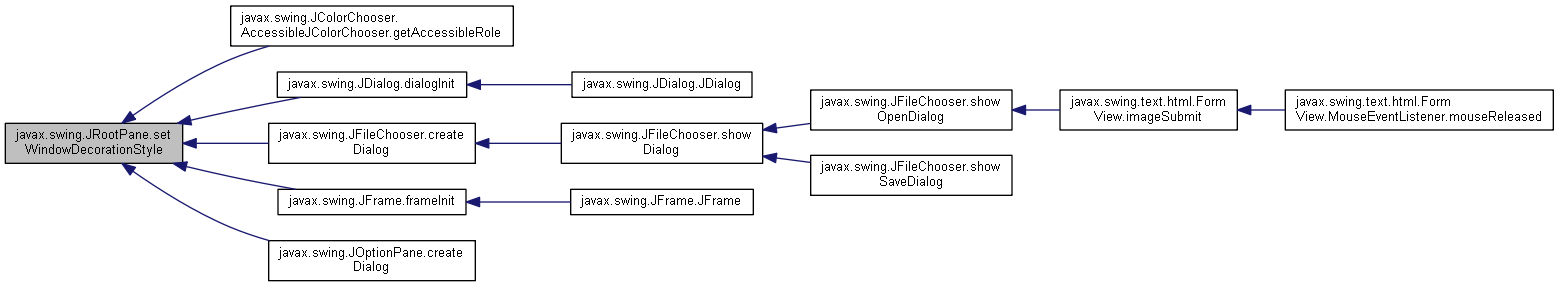 javax.swing.JRootPane.set
WindowDecorationStyle
javax.swing.JColorChooser.
AccessibleJColorChooser.getAccessibleRole
javax.swing.JDialog.dialogInit
javax.swing.JDialog.JDialog
javax.swing.JFileChooser.create
Dialog
javax.swing.JFileChooser.show
Dialog
javax.swing.JFileChooser.show
OpenDialog
javax.swing.text.html.Form
View.imageSubmit
javax.swing.text.html.Form
View.MouseEventListener.mouseReleased
javax.swing.JFileChooser.show
SaveDialog
javax.swing.JFrame.frameInit
javax.swing.JFrame.JFrame
javax.swing.JOptionPane.create
Dialog